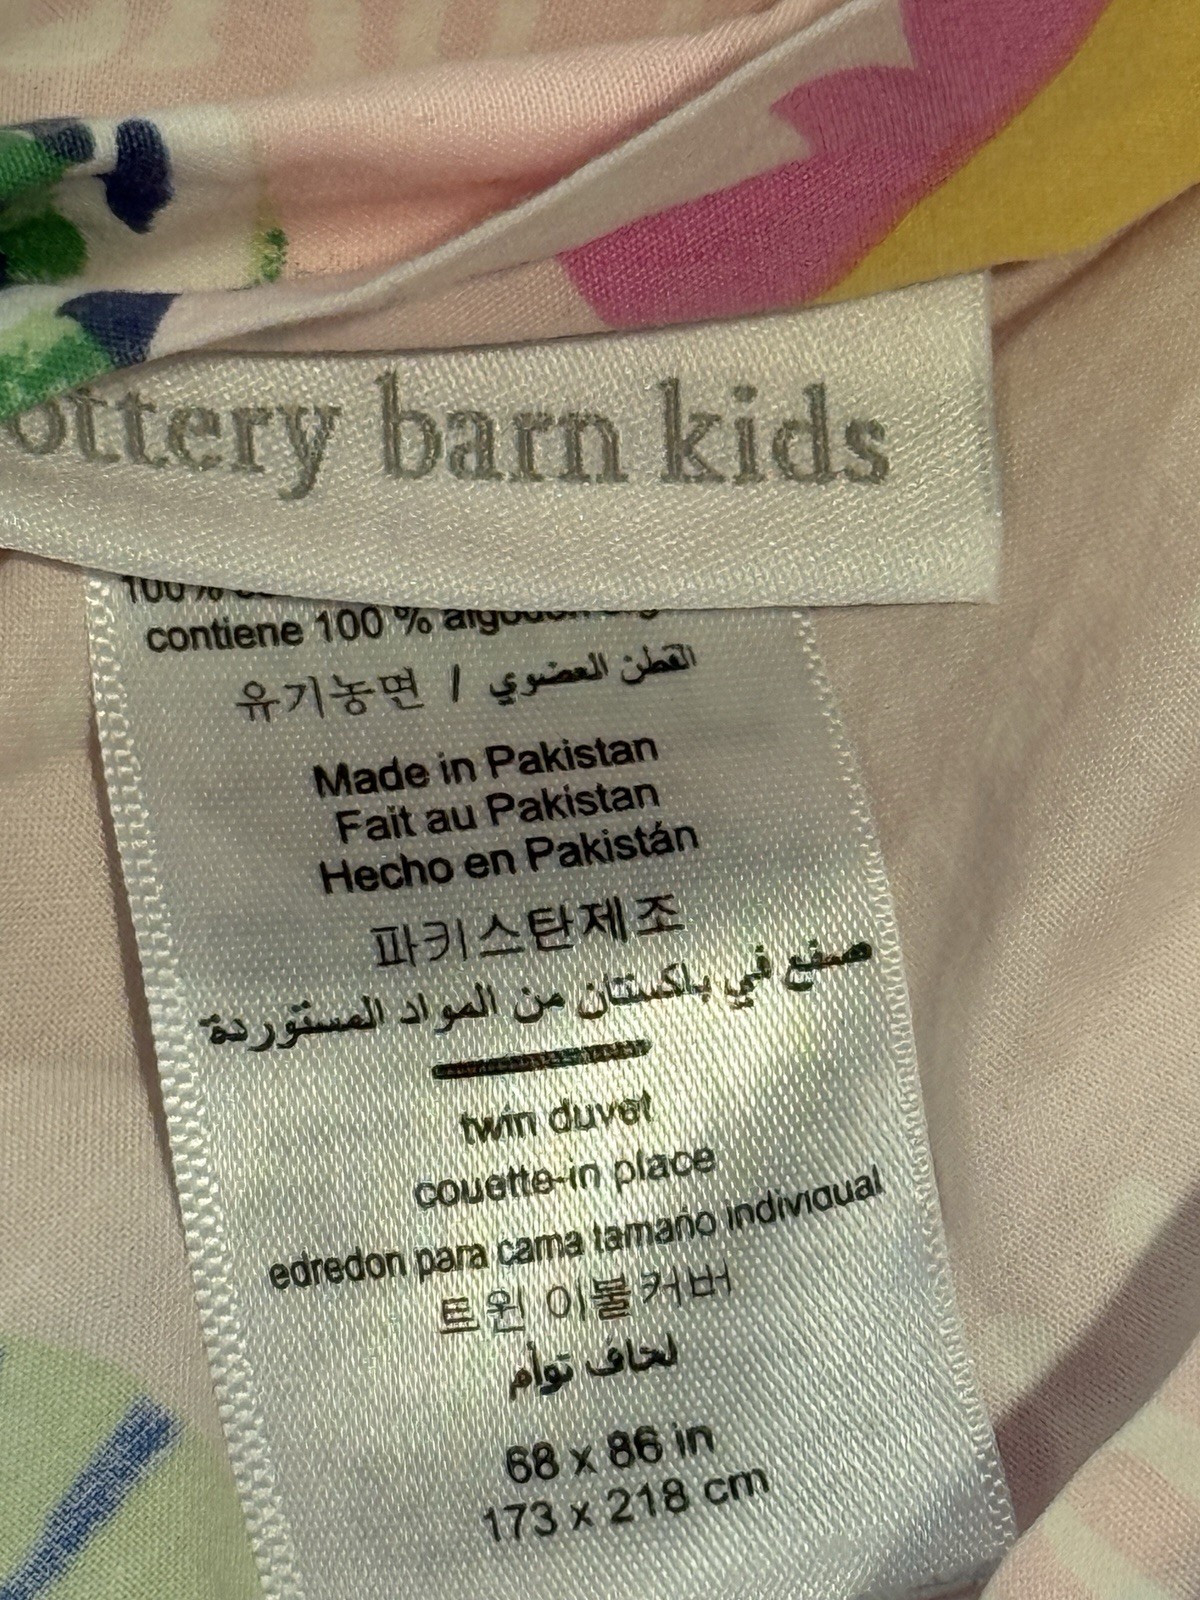 ottery barn kids
100%
contiene 100 % algodón
유기농면 / القطن العضوي
Made in Pakistan
Fait au Pakistan
Hecho en Pakistán
파키스탄제조
صنع في باكستان من المواد المستوردة
twin duvet
couette-in place
edredon para cama tamaño individual
트윈 이불커버
لحاف توأم
68 x 86 in
173 x 218 cm